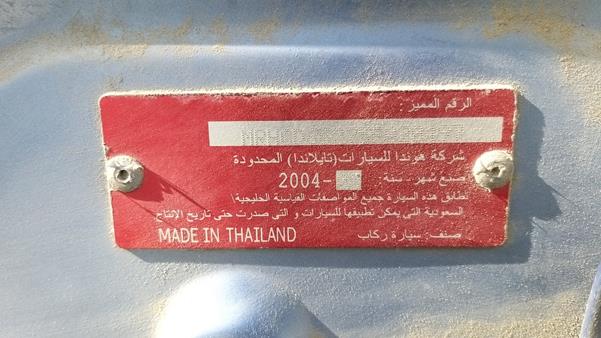 الرقم المميز:
شركة هوندا للسيارات (تايلاندا) المحدودة
صنع شهر - سنة: -2004
تطابق هذه السيارة جميع المواصفات القياسية الخليجية\
السعودية التي يمكن تطبيقها للسيارات و التي صدرت حتى تاريخ الإنتاج
صنف: سيارة ركاب
MADE IN THAILAND